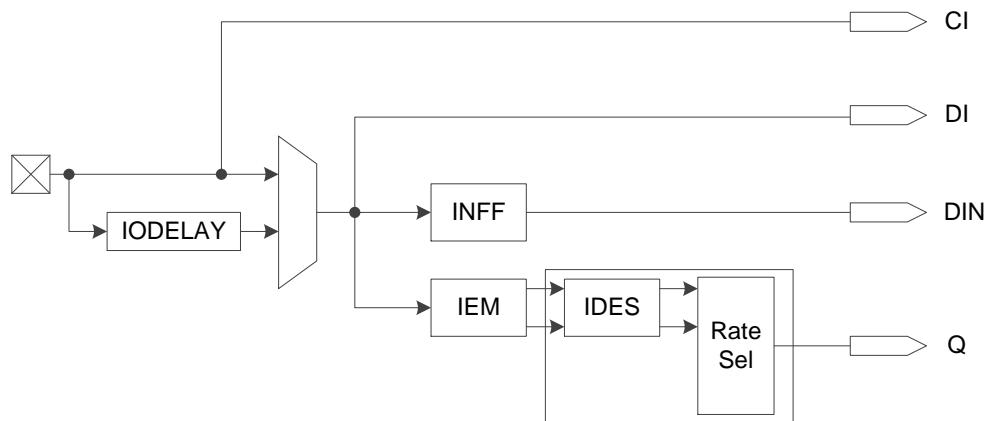 CI
DI
IODELAY
INFF
DIN
IEM
IDES
Rate
Sel
Q